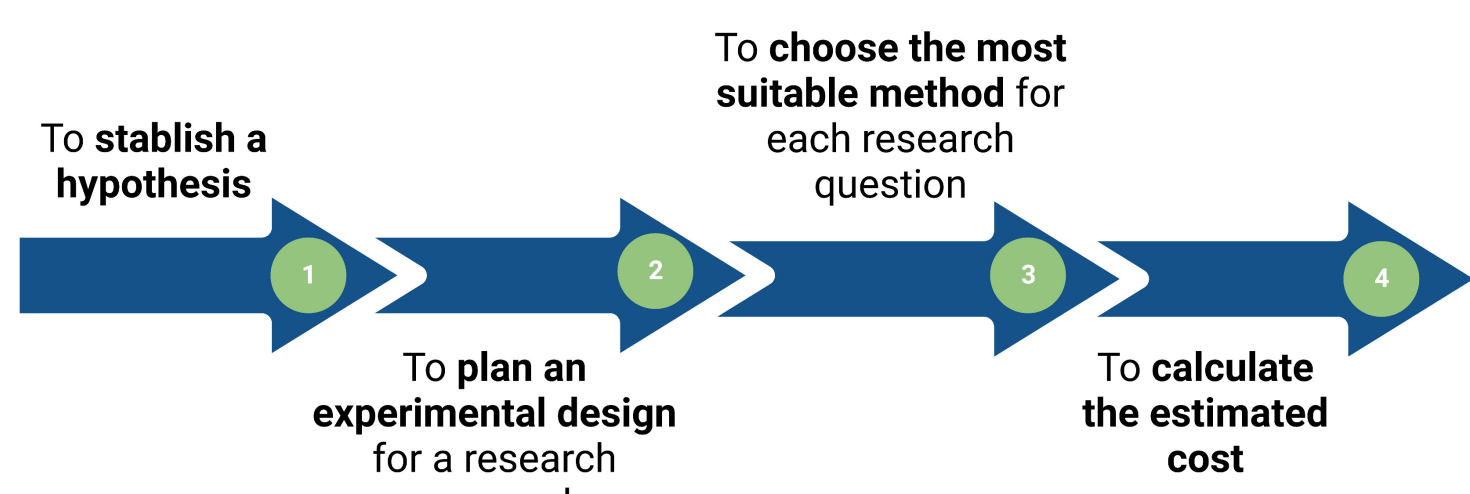 To stablish a
hypothesis
1
To plan an
experimental design
for a research
2
To choose the most
suitable method for
each research
question
3
To calculate
the estimated
cost
4